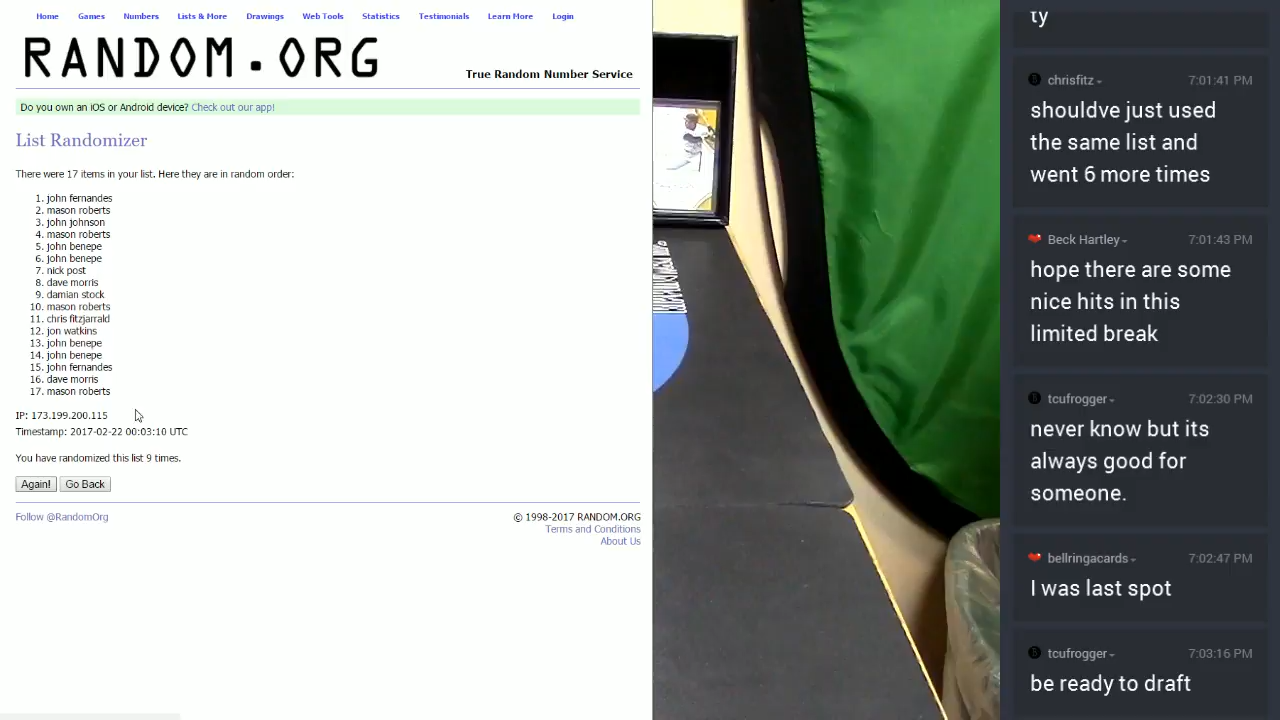 Home Games Numbers Lists & More Drawings Web Tools Statistics Testimonials Learn More Login
RANDOM.ORG
True Random Number Service
Do you own an iOS or Android device? Check out our app!
List Randomizer
There were 17 items in your list. Here they are in random order:
1. john fernandes
2. mason roberts
3. john johnson
4. mason roberts
5. john benepe
6. john benepe
7. nick post
8. dave morris
9. damian stock
10. mason roberts
11. chris fitzjarrald
12. jon watkins
13. john benepe
14. john benepe
15. john fernandes
16. dave morris
17. mason roberts
IP: 173.199.200.115
Timestamp: 2017-02-22 00:03:10 UTC
You have randomized this list 9 times.
Again! Go Back
Follow @RandomOrg
© 1998-2017 RANDOM.ORG
Terms and Conditions
About Us
ty
chrisfitz 7:01:41 PM
shouldve just used
the same list and
went 6 more times
Beck Hartley 7:01:43 PM
hope there are some
nice hits in this
limited break
tcufrogger 7:02:30 PM
never know but its
always good for
someone.
bellringacards 7:02:47 PM
I was last spot
tcufrogger 7:03:16 PM
be ready to draft